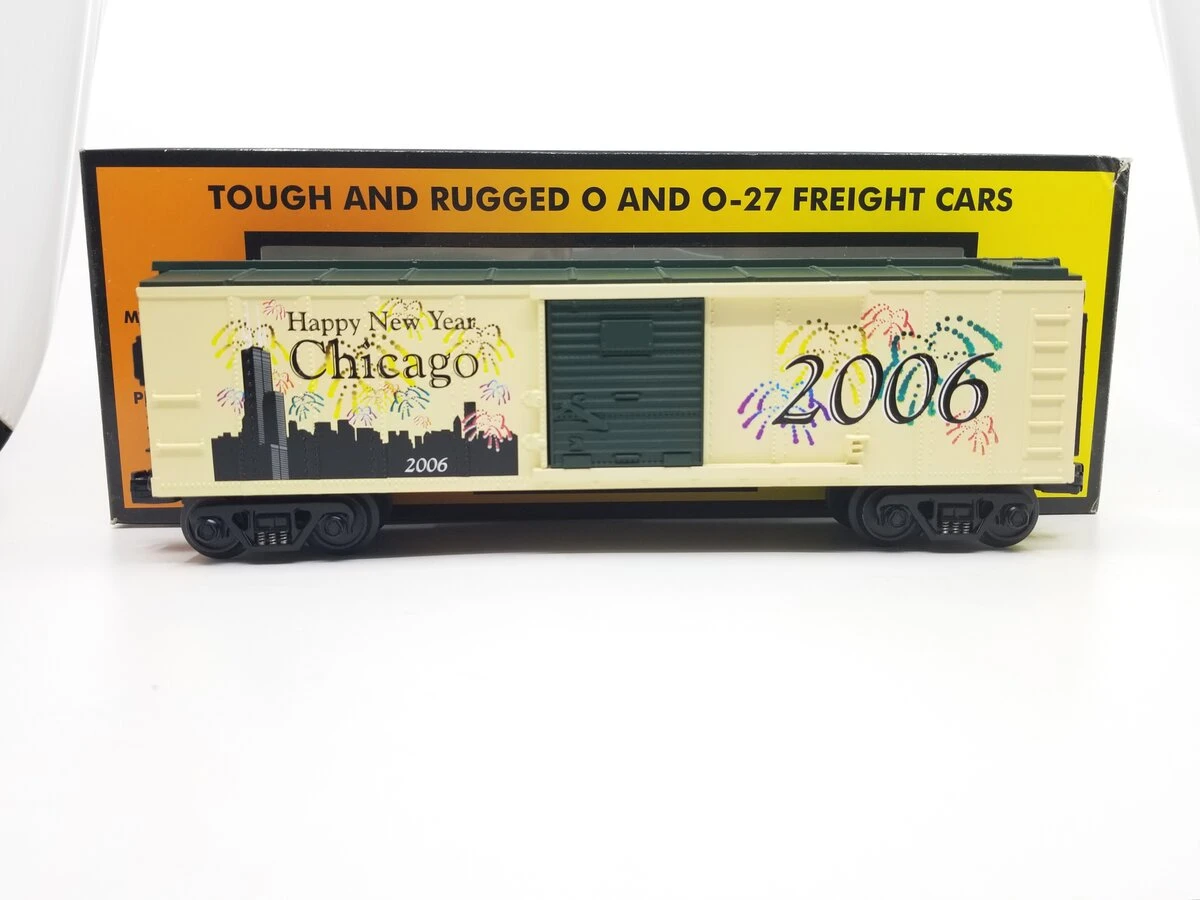 TOUGH AND RUGGED O AND O-27 FREIGHT CARS
Happy New Year
Chicago
2006
2006